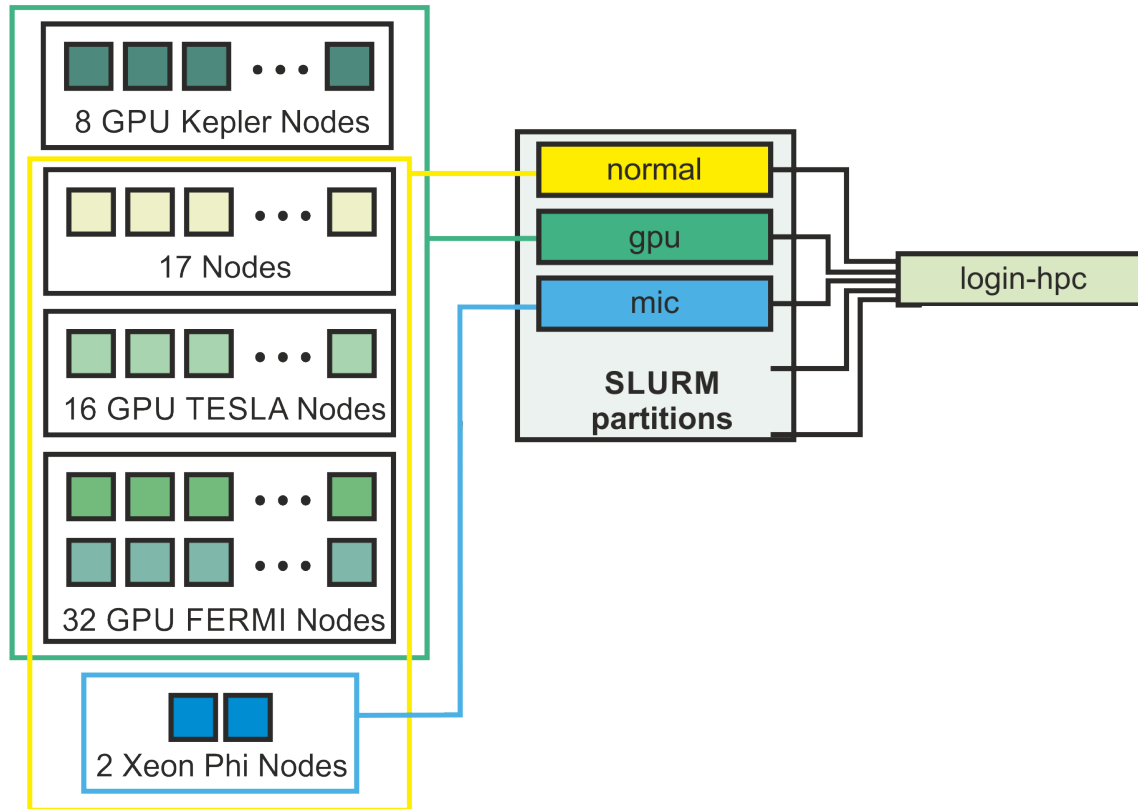 8 GPU Kepler Nodes
17 Nodes
16 GPU TESLA Nodes
32 GPU FERMI Nodes
2 Xeon Phi Nodes
normal
gpu
mic
SLURM
partitions
login-hpc